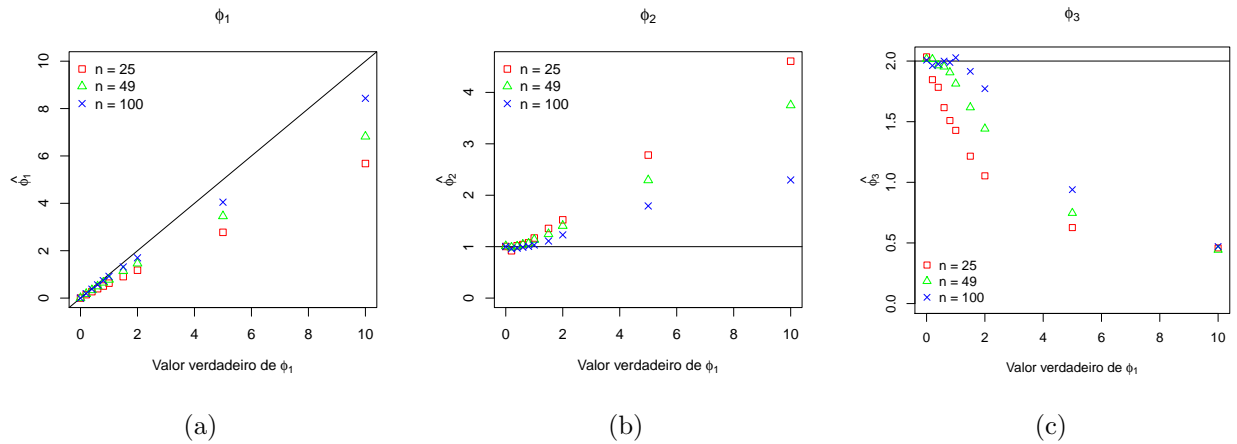 ϕ₁
10
8
6
4
2
0
ϕ̂₁
n = 25
n = 49
n = 100
0 2 4 6 8 10
Valor verdadeiro de ϕ₁
(a)
ϕ₂
4
3
2
1
0
ϕ̂₂
n = 25
n = 49
n = 100
0 2 4 6 8 10
Valor verdadeiro de ϕ₁
(b)
ϕ₃
2.0
1.5
1.0
0.5
0.0
ϕ̂₃
n = 25
n = 49
n = 100
0 2 4 6 8 10
Valor verdadeiro de ϕ₁
(c)